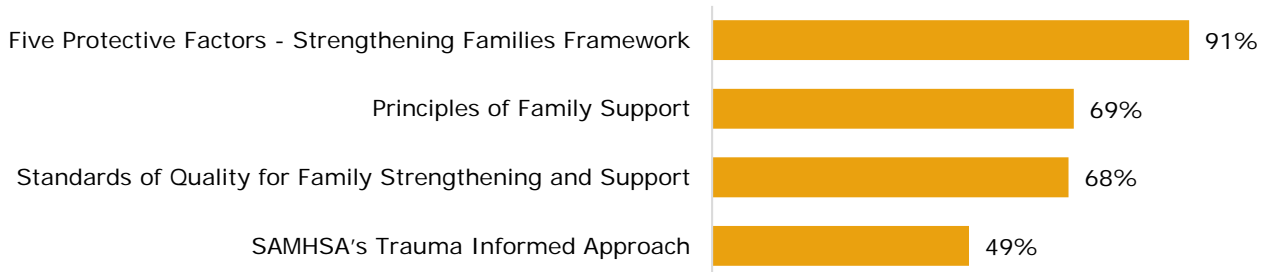 Five Protective Factors - Strengthening Families Framework 91%
Principles of Family Support 69%
Standards of Quality for Family Strengthening and Support 68%
SAMHSA’s Trauma Informed Approach 49%